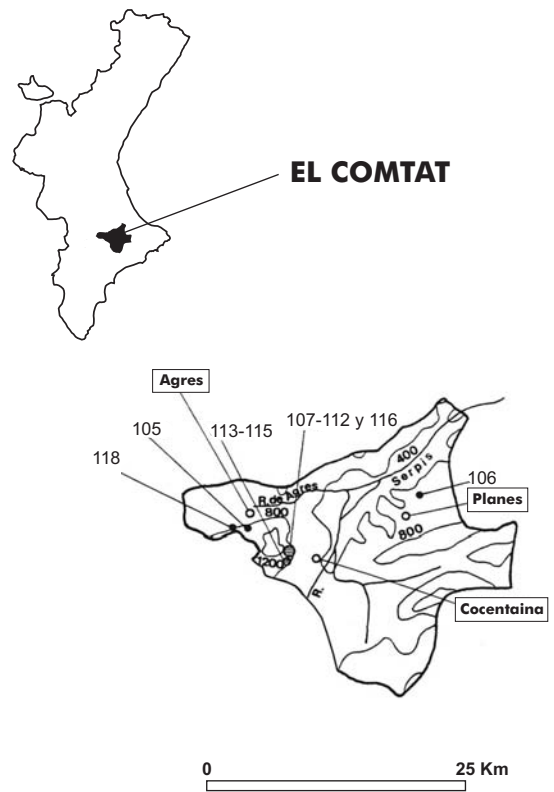 EL COMTAT
Agres
105
113-115
107-112 y 116
118
400
Serpis
R. de Agres
800
106
Planes
800
1200
R.
Cocentaina
0
25 Km